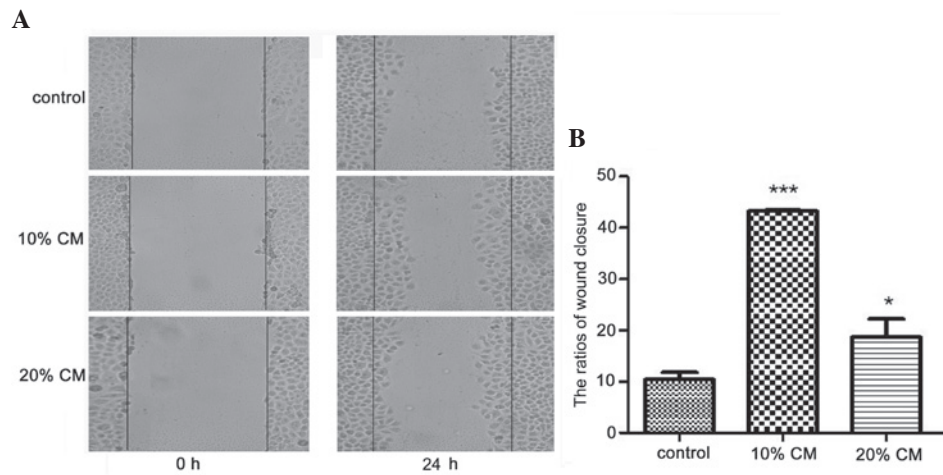 A
control
10% CM
20% CM
0 h
24 h
B
The ratios of wound closure
50
40
30
20
10
0
***
*
control
10% CM
20% CM